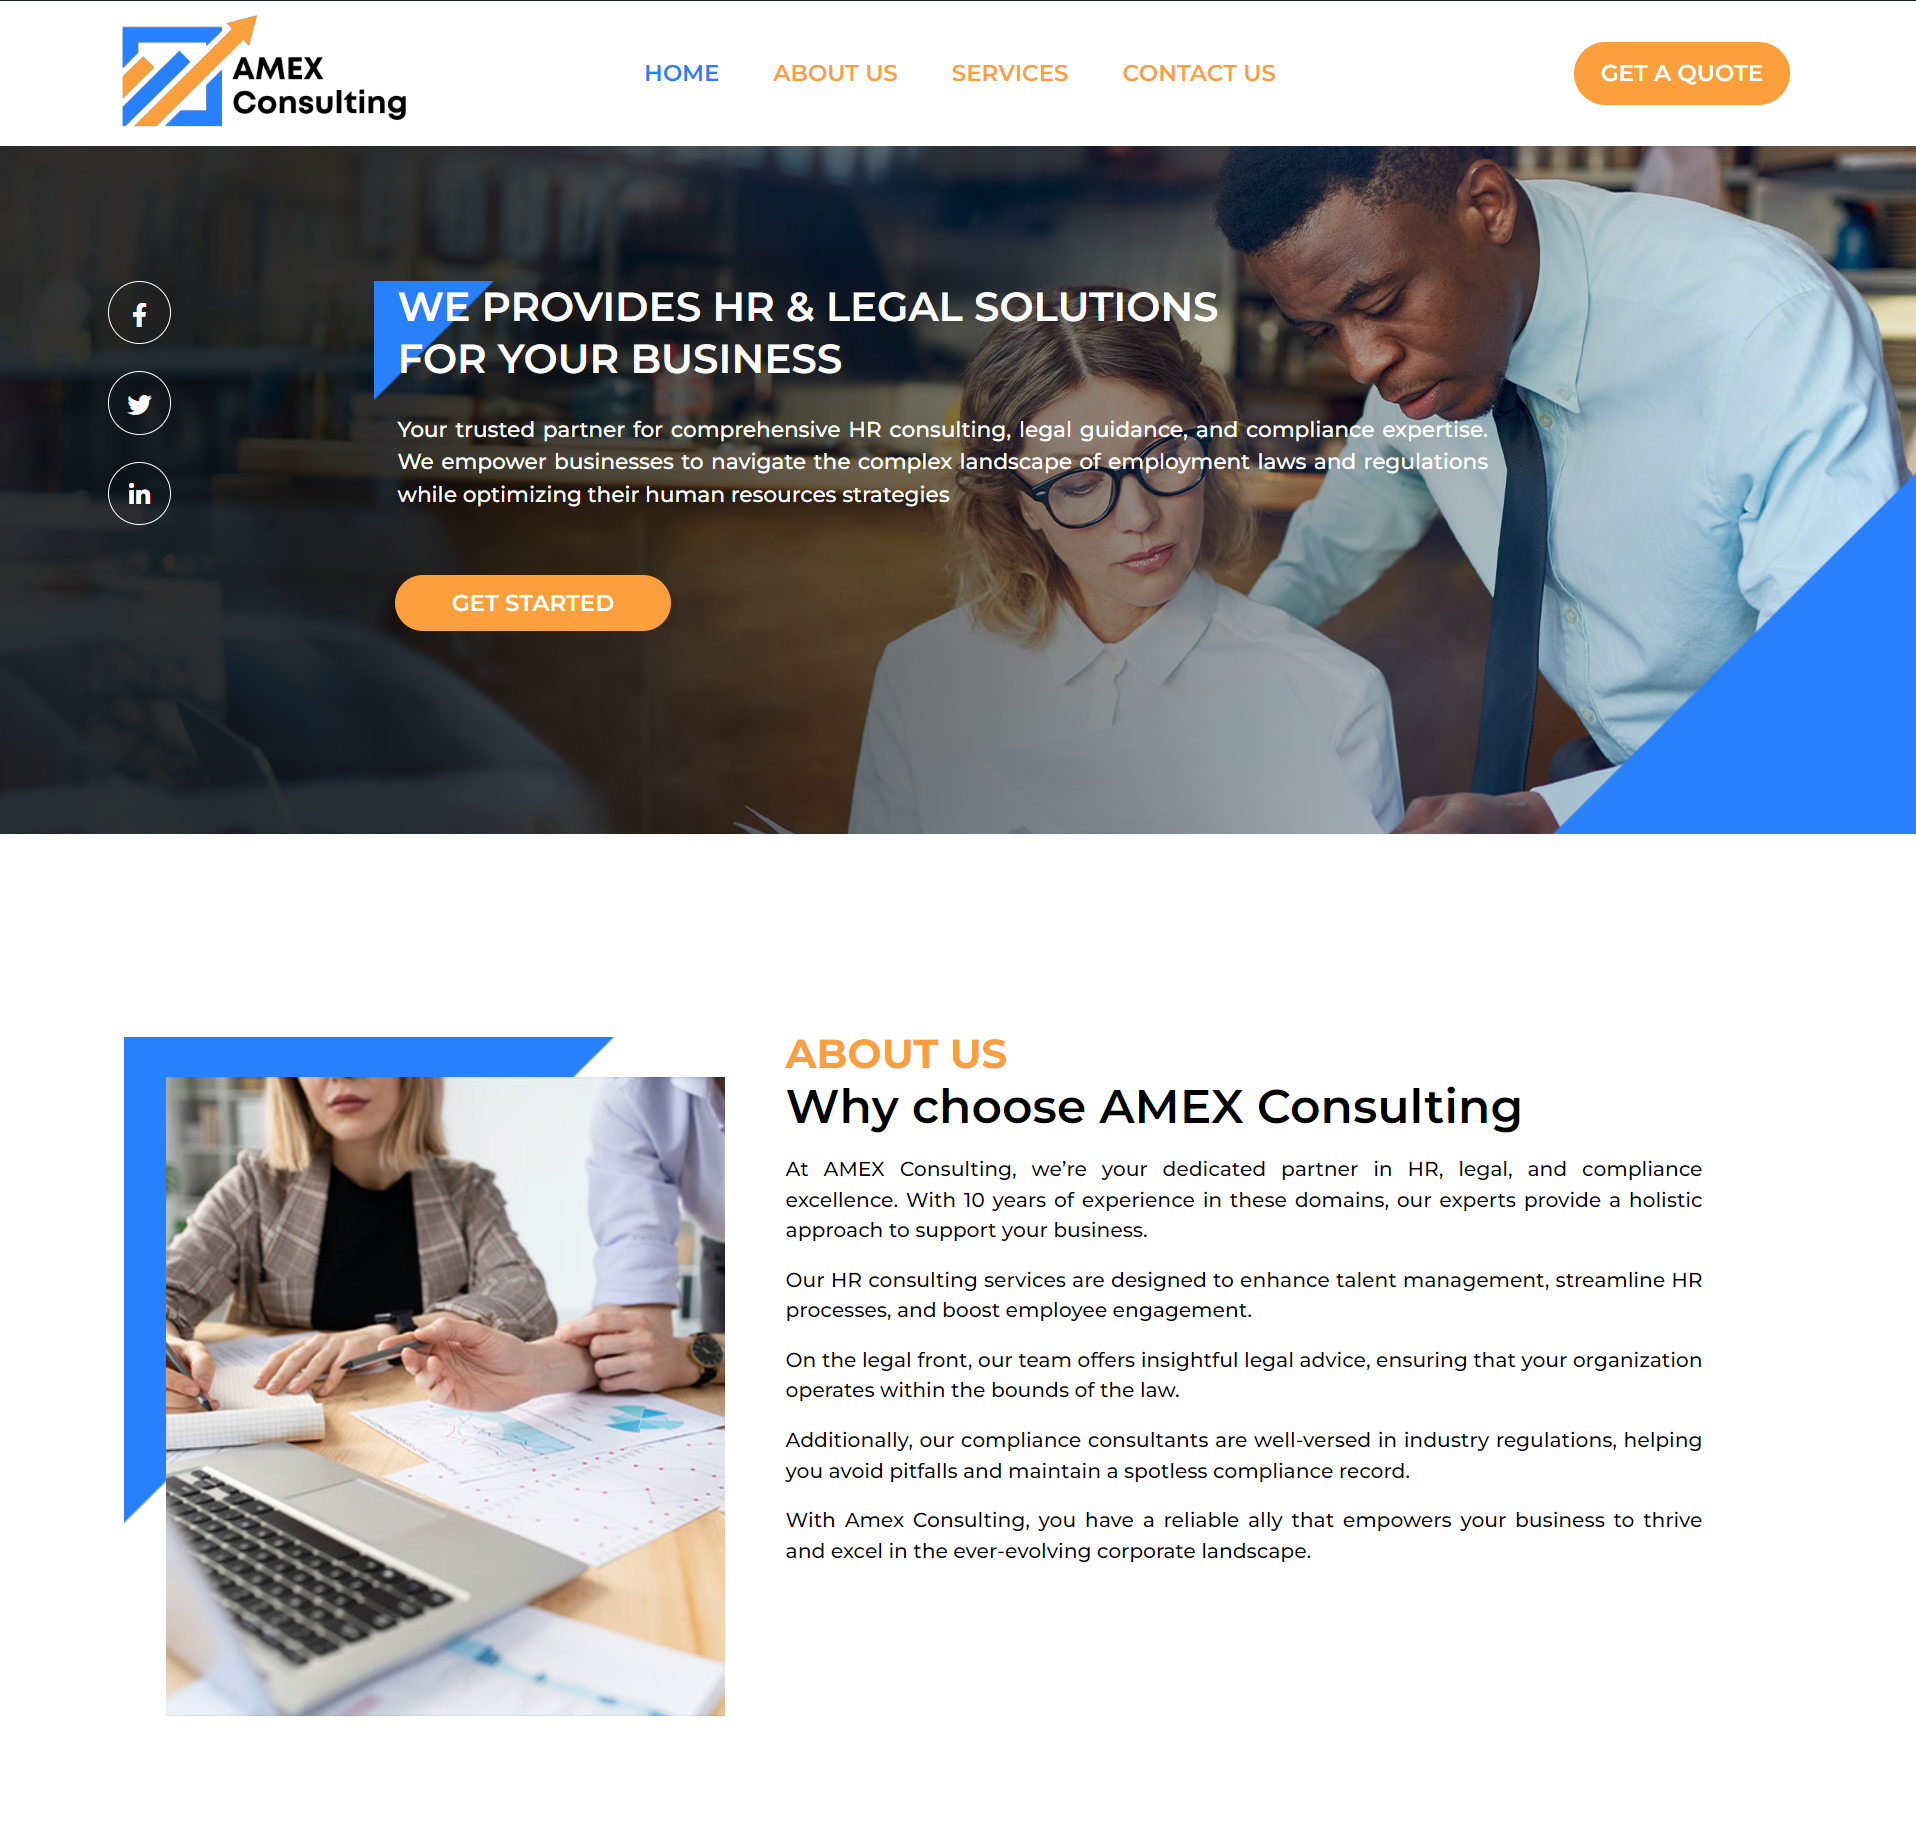 AMEX
Consulting
HOME
ABOUT US
SERVICES
CONTACT US
GET A QUOTE
WE PROVIDES HR & LEGAL SOLUTIONS
FOR YOUR BUSINESS
Your trusted partner for comprehensive HR consulting, legal guidance, and compliance expertise.
We empower businesses to navigate the complex landscape of employment laws and regulations
while optimizing their human resources strategies
GET STARTED
ABOUT US
Why choose AMEX Consulting
At AMEX Consulting, we’re your dedicated partner in HR, legal, and compliance
excellence. With 10 years of experience in these domains, our experts provide a holistic
approach to support your business.
Our HR consulting services are designed to enhance talent management, streamline HR
processes, and boost employee engagement.
On the legal front, our team offers insightful legal advice, ensuring that your organization
operates within the bounds of the law.
Additionally, our compliance consultants are well-versed in industry regulations, helping
you avoid pitfalls and maintain a spotless compliance record.
With Amex Consulting, you have a reliable ally that empowers your business to thrive
and excel in the ever-evolving corporate landscape.